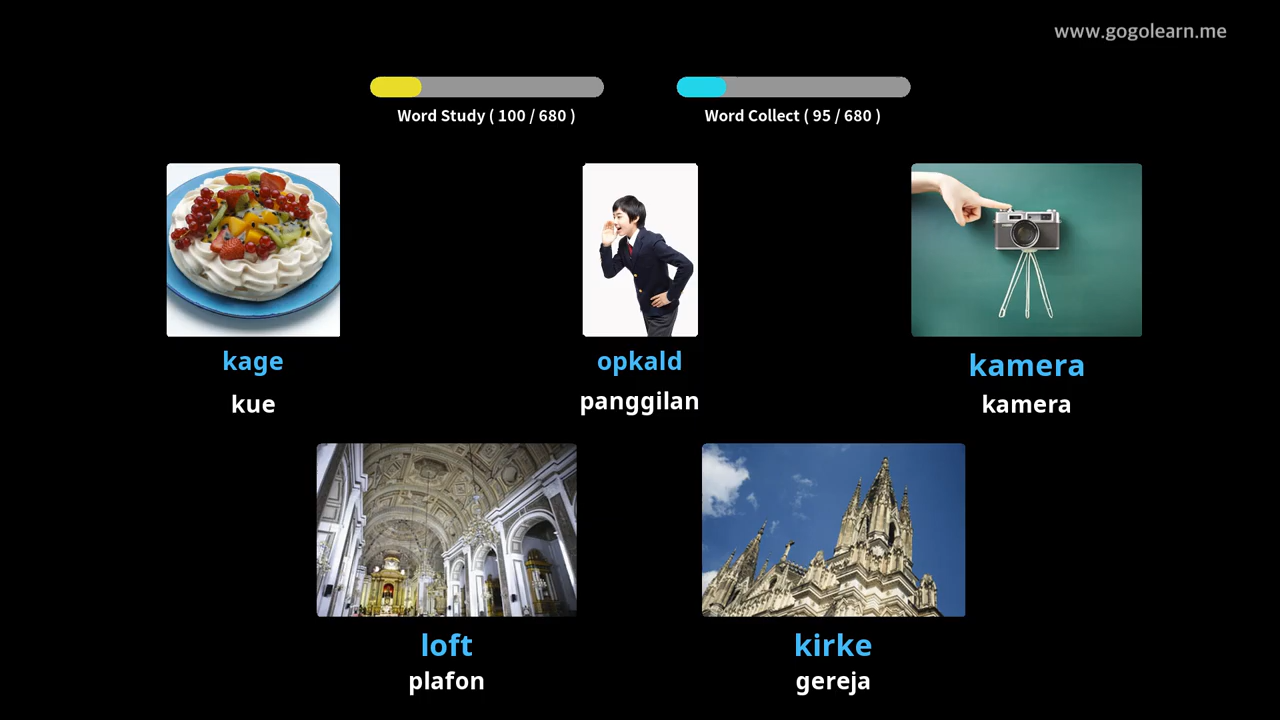 www.gogolearn.me
Word Study ( 100 / 680 )
Word Collect ( 95 / 680 )
kage
opkald
kamera
kue
panggilan
kamera
loft
kirke
plafon
gereja